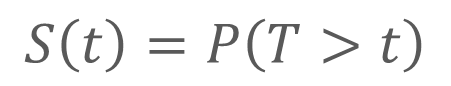 S(t) = P(T > t)